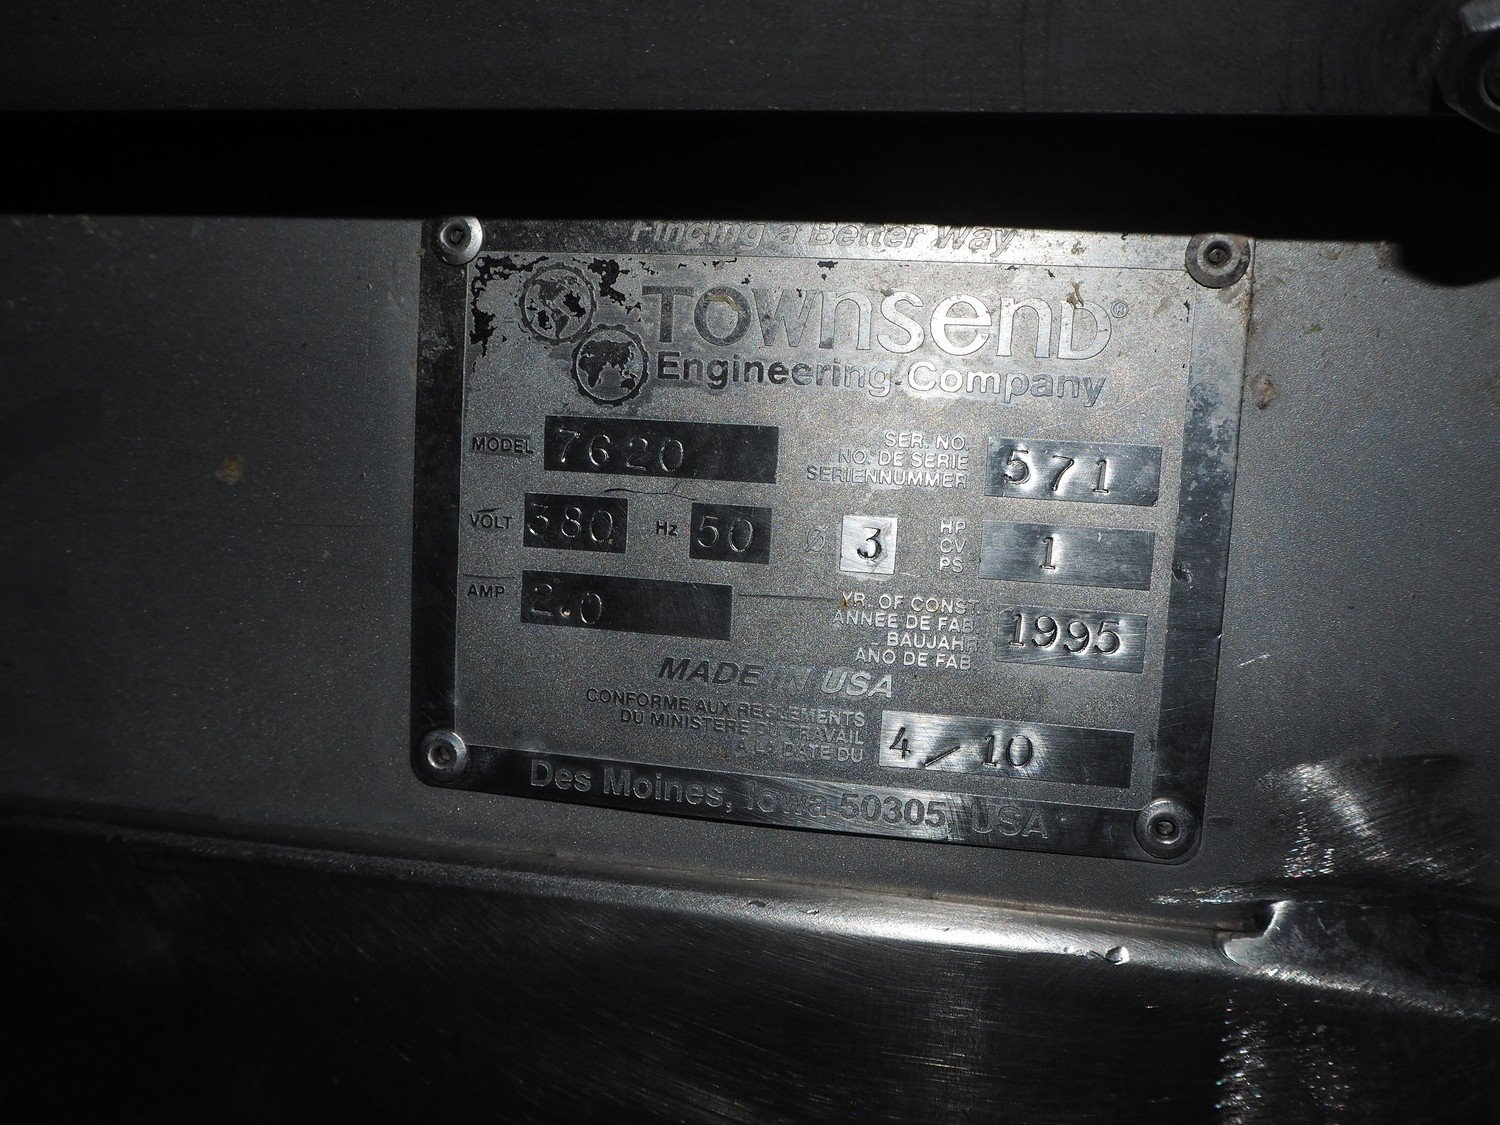 Finding a Better Way
TOWNSEND®
Engineering Company
MODEL 7620
SER. NO.
NO. DE SERIE
SERIENNUMMER
571
VOLT 380 Hz 50 Ø 3
HP
CV
PS
1
AMP 2.0
YR. OF CONST.
ANNÉE DE FAB.
BAUJAHR
ANO DE FAB.
1995
MADE IN USA
CONFORME AUX REGLEMENTS
DU MINISTERE DU TRAVAIL
A LA DATE DU
4/10
Des Moines, Iowa 50305 USA